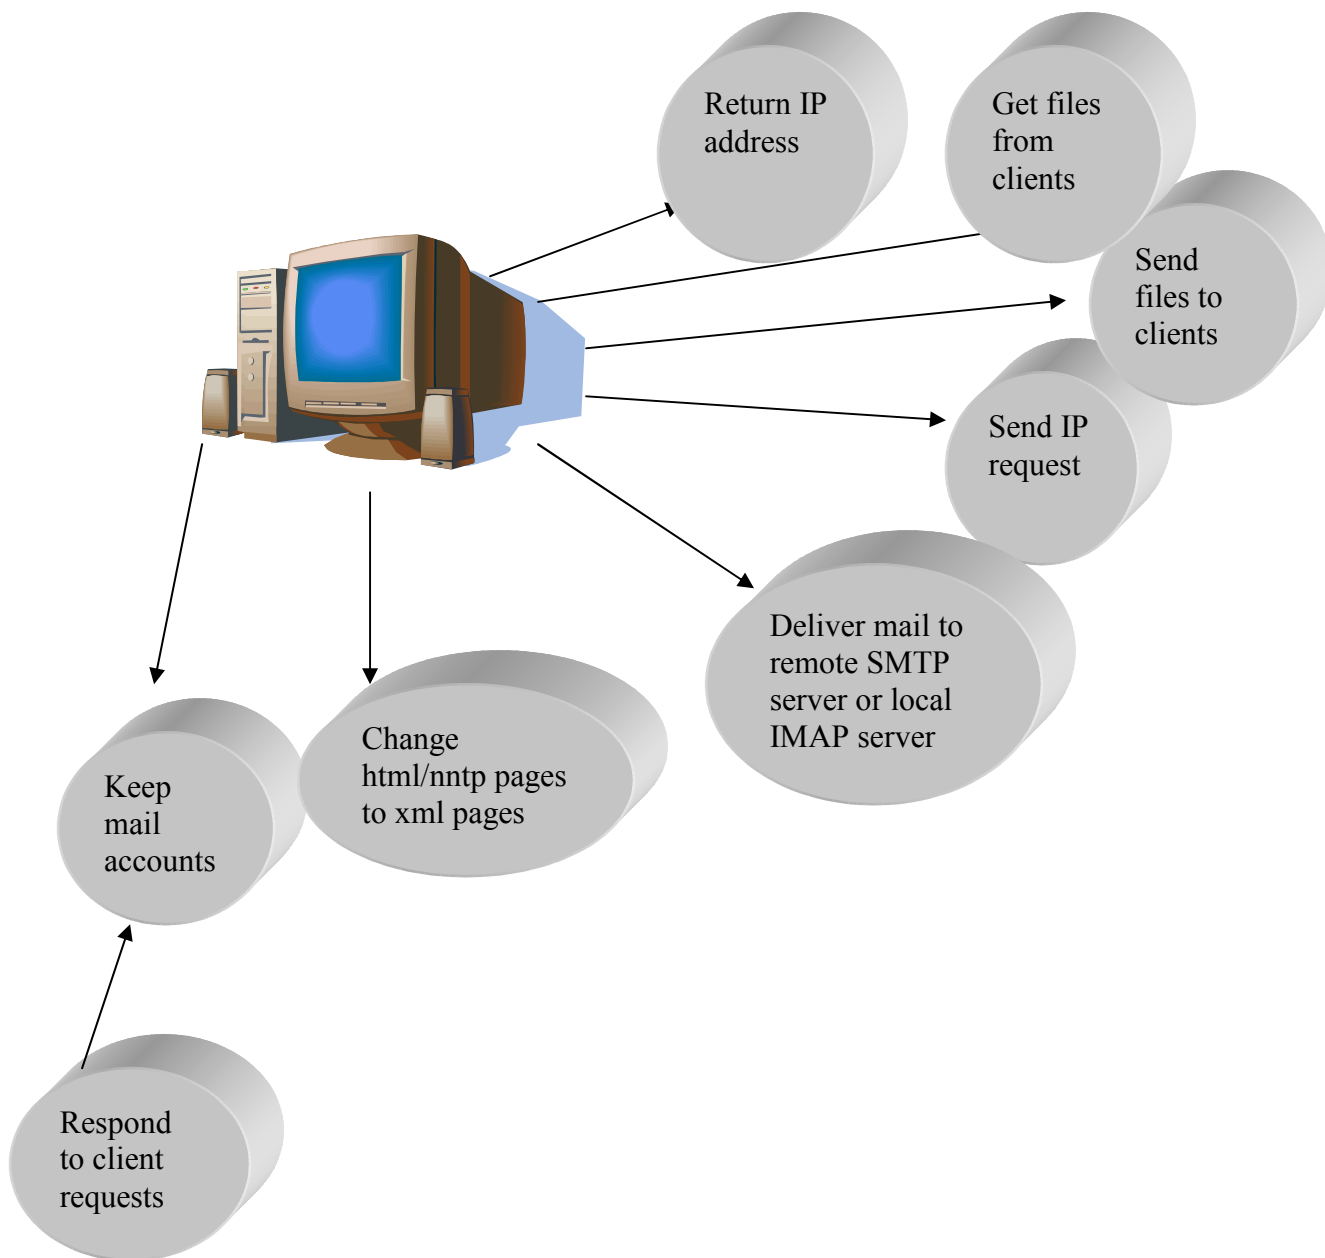 Return IP
address
Get files
from
clients
Send
files to
clients
Send IP
request
Deliver mail to
remote SMTP
server or local
IMAP server
Change
html/nntp pages
to xml pages
Keep
mail
accounts
Respond
to client
requests